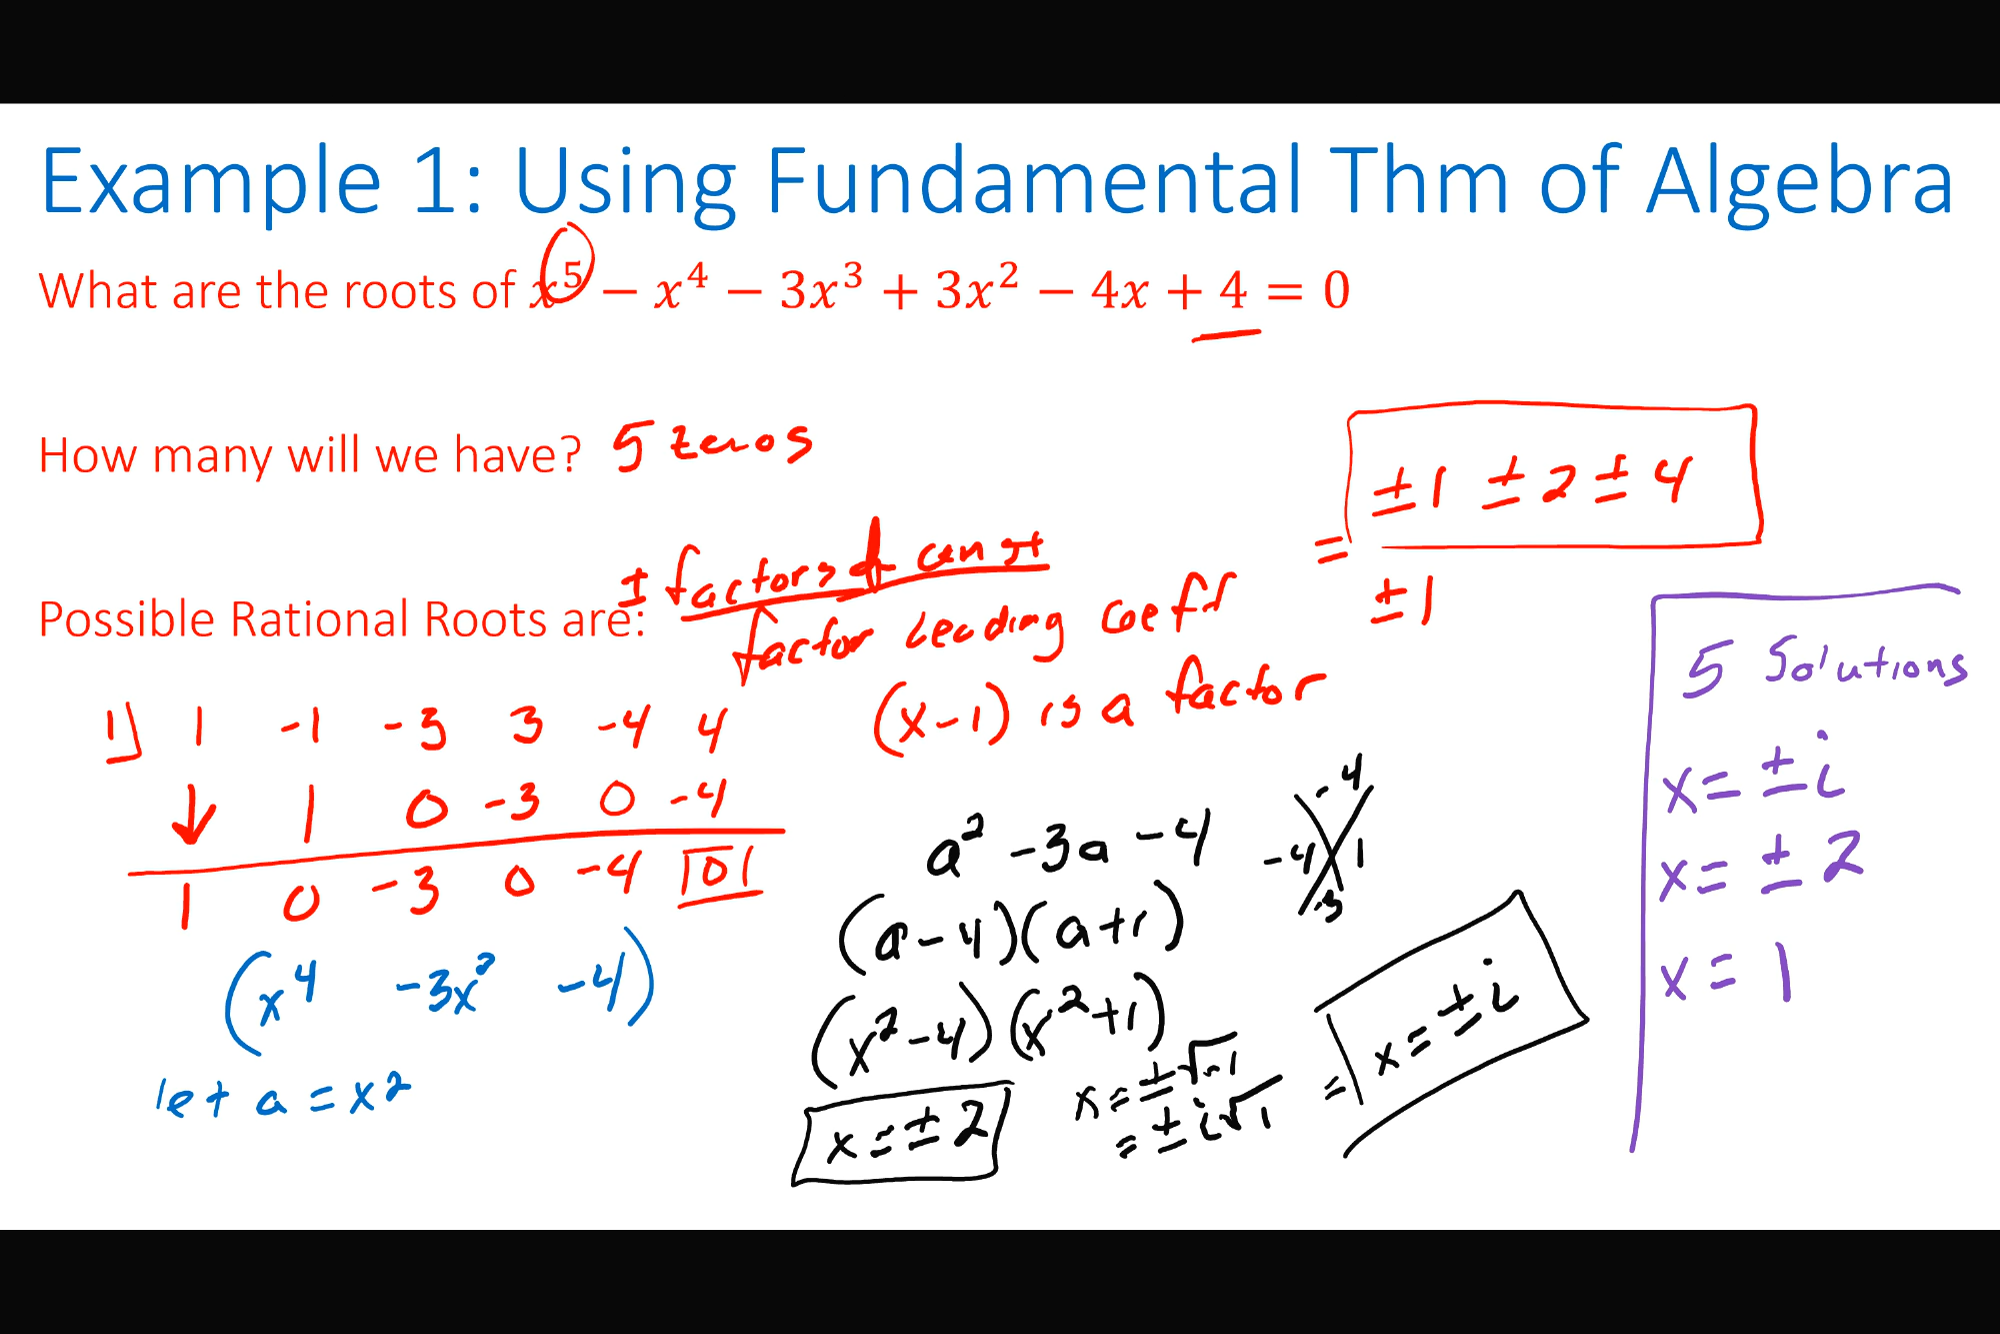 Example 1: Using Fundamental Thm of Algebra
What are the roots of x⁵ − x⁴ − 3x³ + 3x² − 4x + 4 = 0
How many will we have? 5 zeros
Possible Rational Roots are: ± factors of const
factor leading coeff
= ±1 ±2 ±4
±1
(x-1) is a factor
1) 1 -1 -3 3 -4 4
↓ 1 0 -3 0 -4
1 0 -3 0 -4 0
(x⁴ -3x² -4)
let a = x²
a² -3a -4
-4
-4 1
-3
(a-4)(a+1)
(x²-4)(x²+1)
x = ±2
x = ±√-1
= ±i√1
= x = ±i
5 Solutions
x = ±i
x = ±2
x = 1